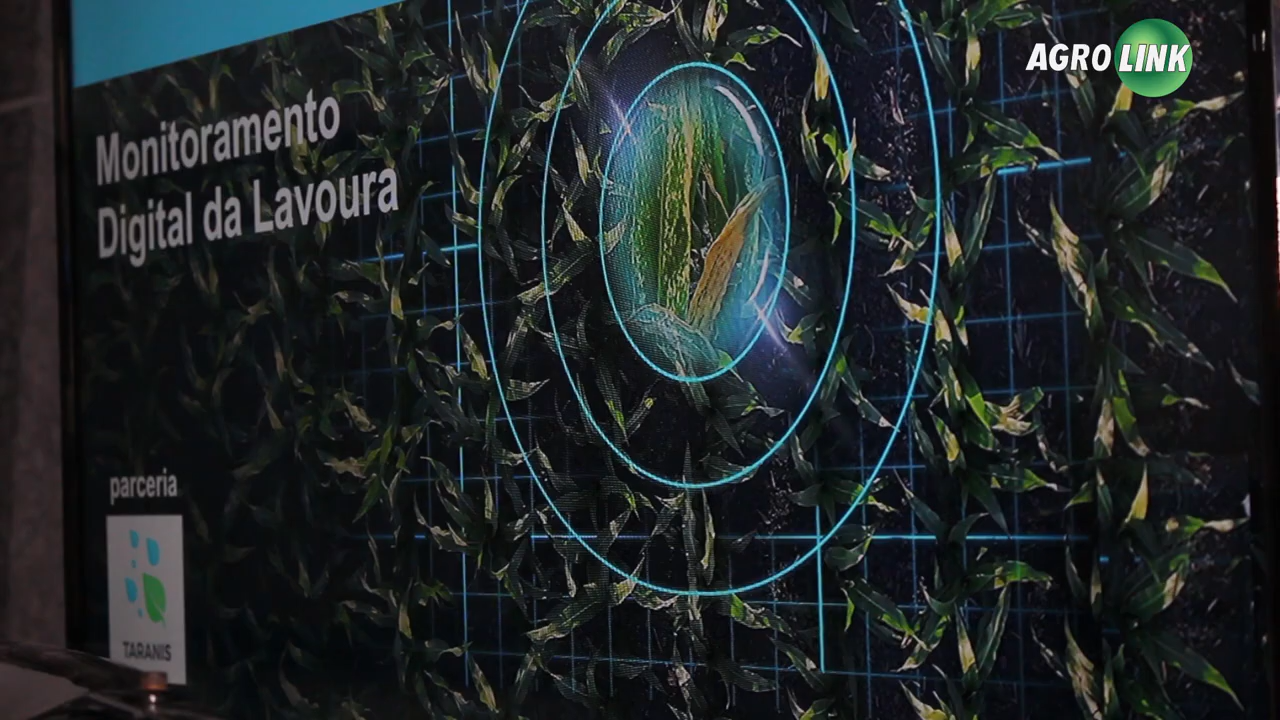 AGRO LINK
Monitoramento
Digital da Lavoura
parceria
TARANIS